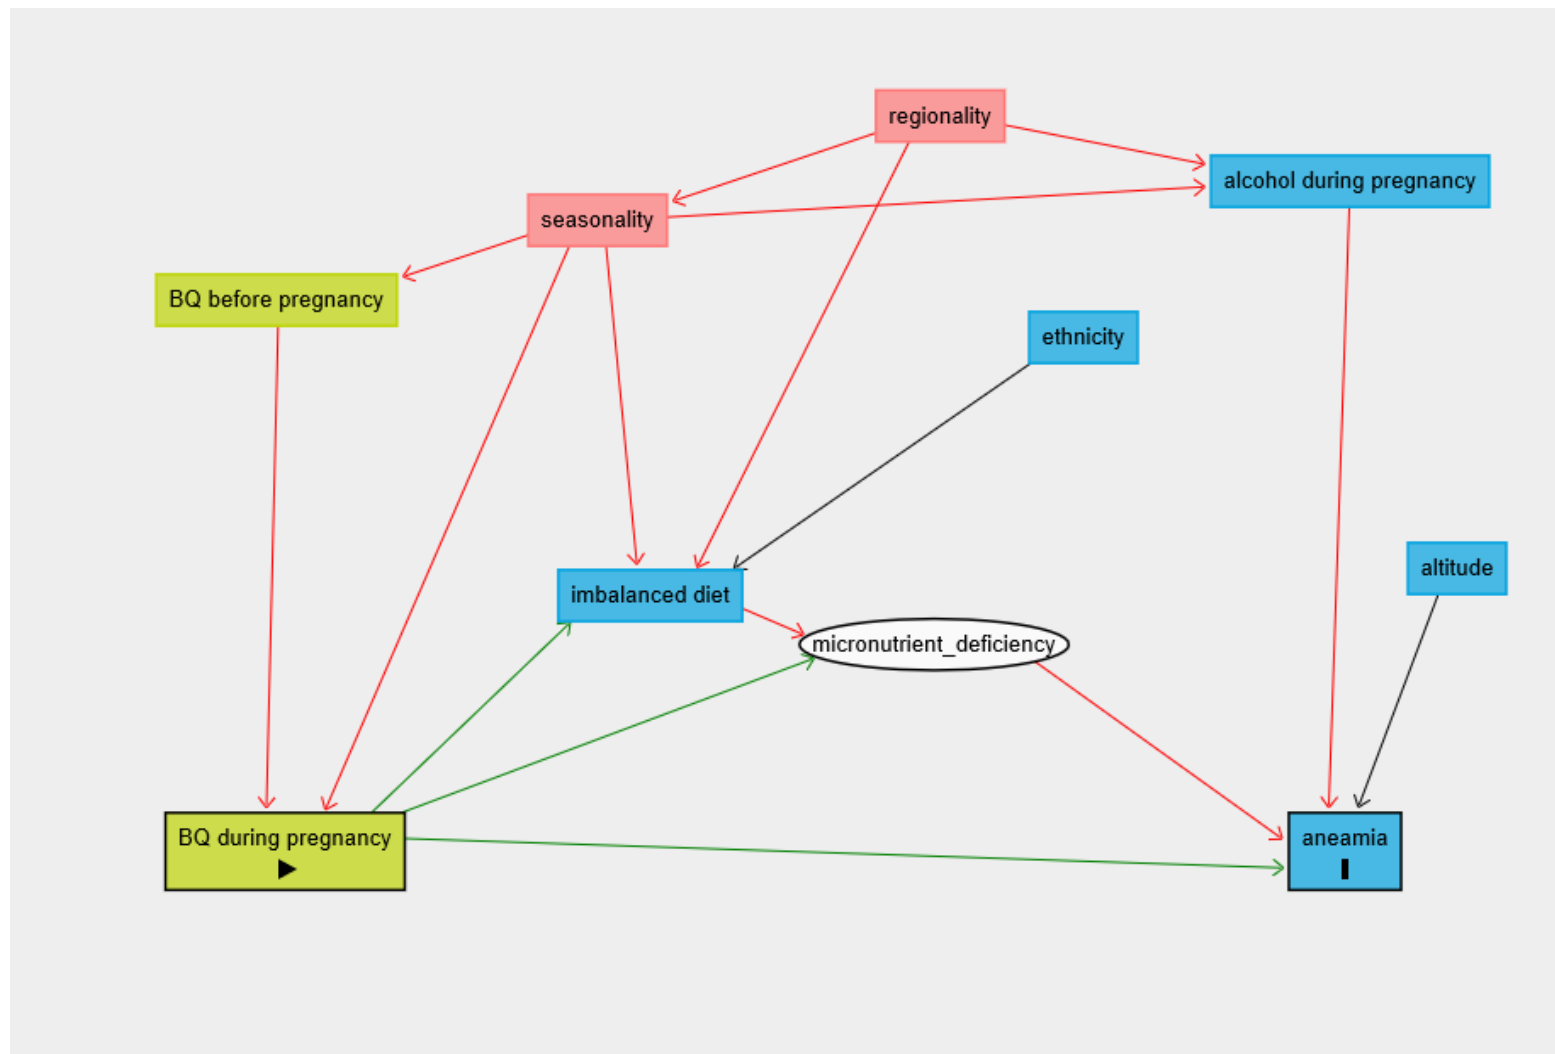 regionality
alcohol during pregnancy
seasonality
BQ before pregnancy
ethnicity
altitude
imbalanced diet
micronutrient_deficiency
BQ during pregnancy
aneamia